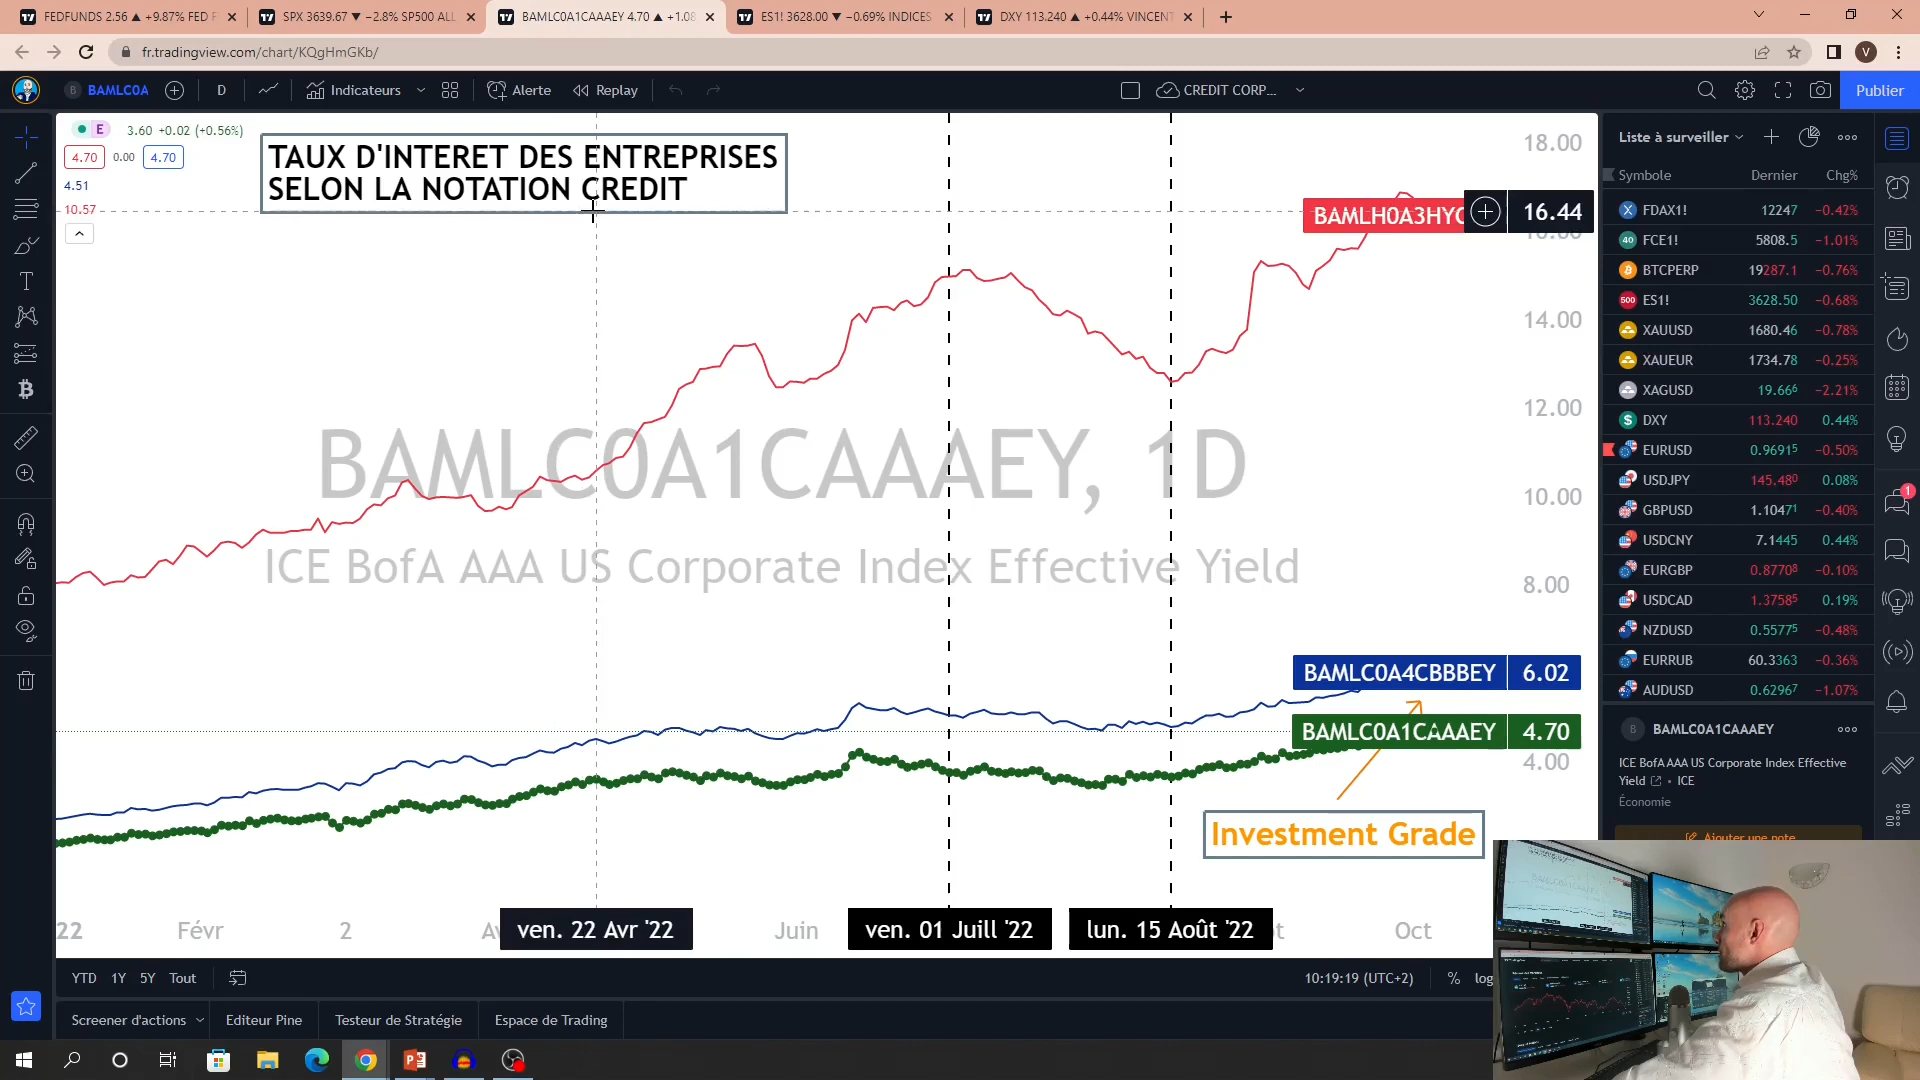 FEDFUNDS 2.56 ▲ +9.87% FED F
SPX 3639.67 ▼ −2.8% SP500 ALL
BAMLC0A1CAAAEY 4.70 ▲ +1.08
ES1! 3628.00 ▼ −0.69% INDICES
DXY 113.240 ▲ +0.44% VINCENT
fr.tradingview.com/chart/KQgHmGKb/
V
B BAMLC0A
D
Indicateurs
Alerte
Replay
CREDIT CORP...
Publier
E 3.60 +0.02 (+0.56%)
4.70 0.00 4.70
4.51
10.57
TAUX D'INTERET DES ENTREPRISES
SELON LA NOTATION CREDIT
BAMLC0A1CAAAEY, 1D
ICE BofA AAA US Corporate Index Effective Yield
18.00
BAMLH0A3HYC 16.44
14.00
12.00
10.00
8.00
BAMLC0A4CBBBEY 6.02
BAMLC0A1CAAAEY 4.70
4.00
Investment Grade
22 Févr 2 ven. 22 Avr '22 Juin ven. 01 Juill '22 lun. 15 Août '22 Oct
YTD 1Y 5Y Tout
10:19:19 (UTC+2) % log
Screener d'actions Editeur Pine Testeur de Stratégie Espace de Trading
Liste à surveiller
Symbole Dernier Chg%
FDAX1! 12247 −0.42%
40 FCE1! 5808.5 −1.01%
BTCPERP 19287.1 −0.76%
500 ES1! 3628.50 −0.68%
XAUUSD 1680.46 −0.78%
XAUEUR 1734.78 −0.25%
XAGUSD 19.666 −2.21%
DXY 113.240 0.44%
EURUSD 0.96915 −0.50%
USDJPY 145.480 0.08%
GBPUSD 1.10471 −0.40%
USDCNY 7.1445 0.44%
EURGBP 0.87708 −0.10%
USDCAD 1.37585 0.19%
NZDUSD 0.55775 −0.48%
EURRUB 60.3363 −0.36%
AUDUSD 0.62967 −1.07%
1
B BAMLC0A1CAAAEY
ICE BofA AAA US Corporate Index Effective
Yield • ICE
Économie
Ajouter une note